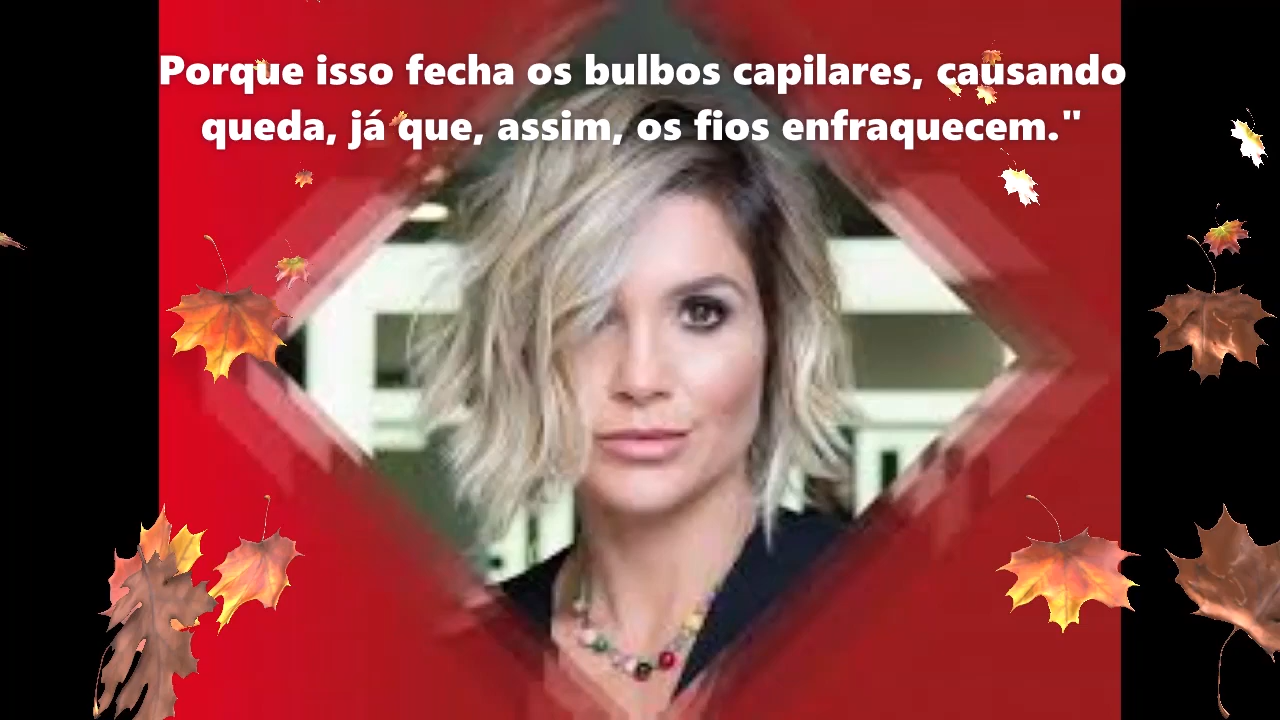 Porque isso fecha os bulbos capilares, causando
queda, já que, assim, os fios enfraquecem."